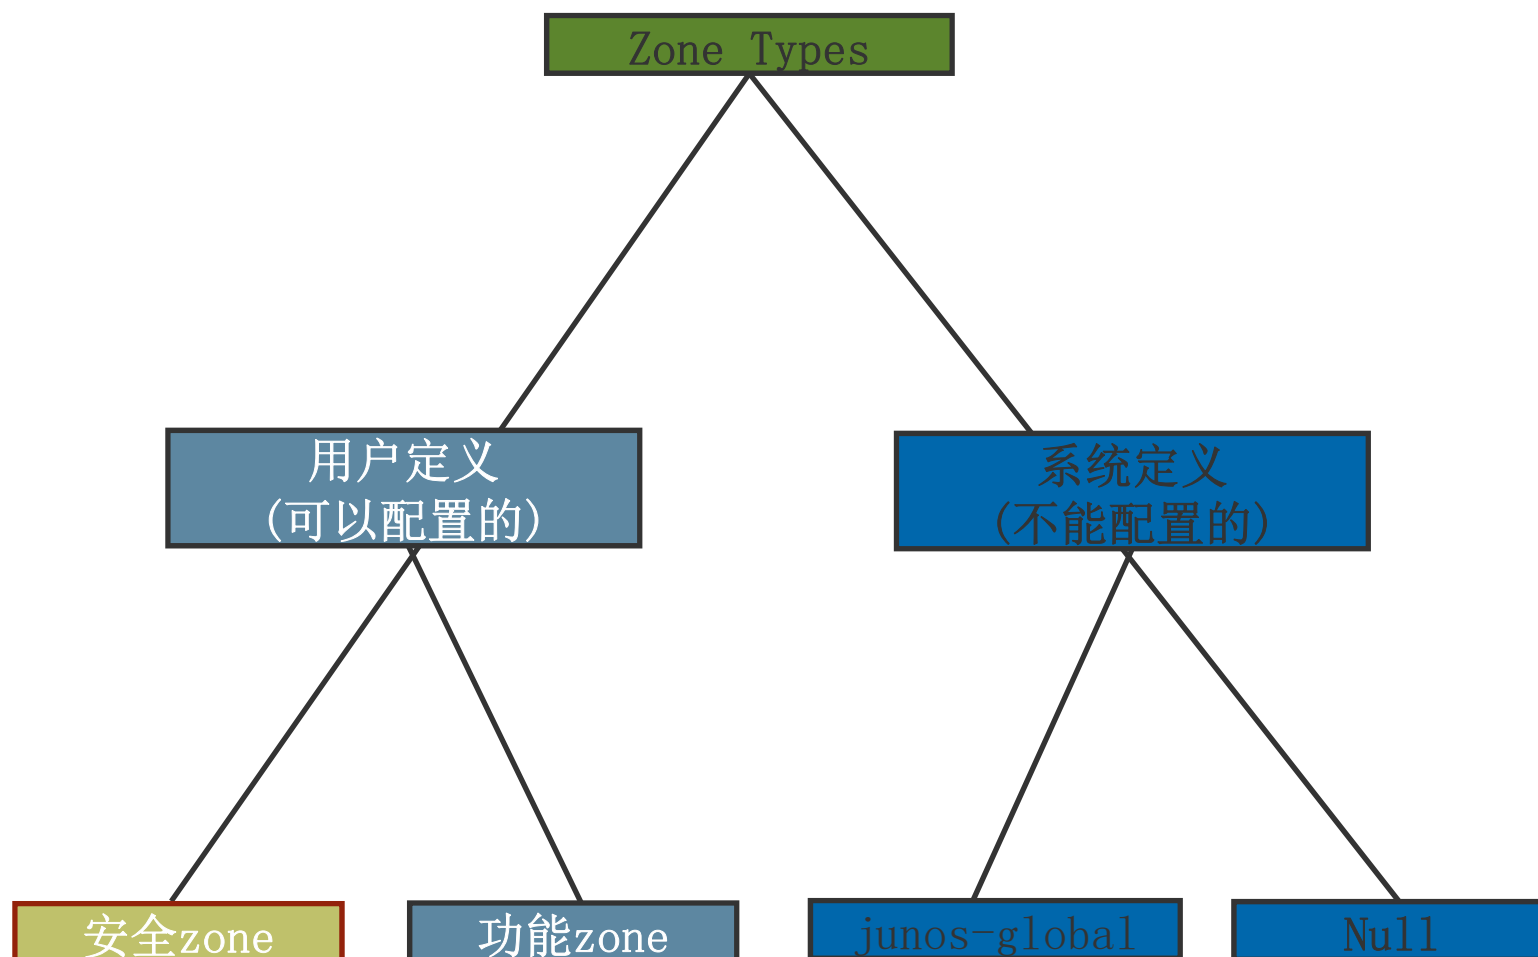 Zone Types
用户定义
(可以配置的)
系统定义
(不能配置的)
安全zone
功能zone
junos-global
Null